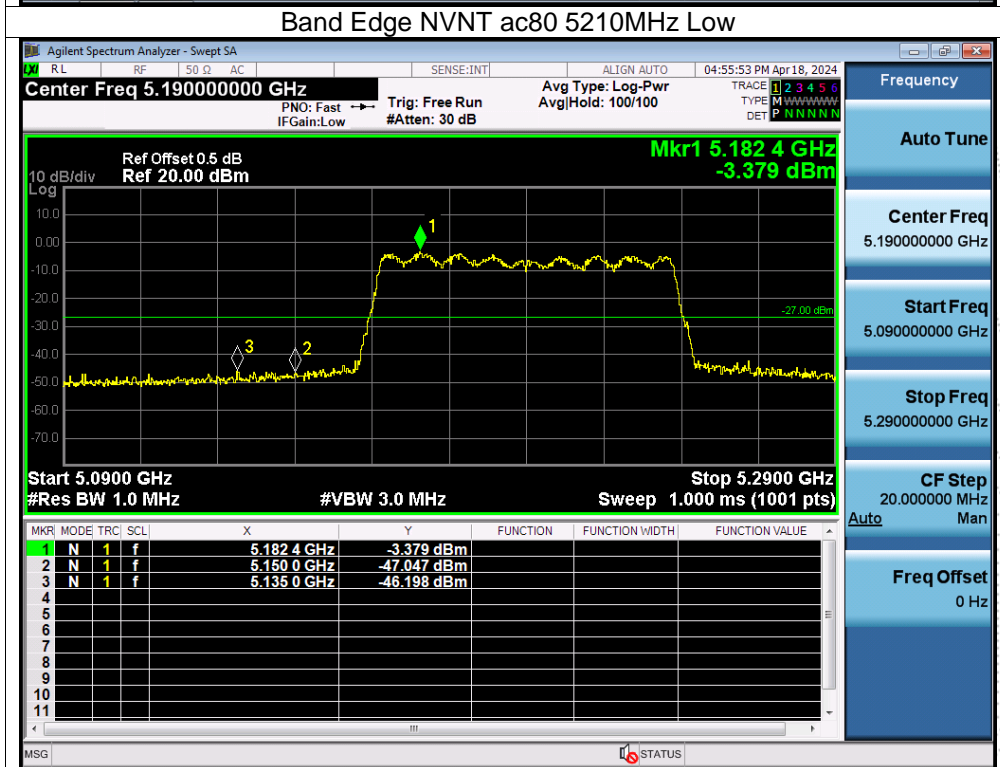 Band Edge NVNT ac80 5210MHz Low
Agilent Spectrum Analyzer - Swept SA
LXI RL RF 50 Ω AC SENSE:INT ALIGN AUTO 04:55:53 PM Apr 18, 2024
Center Freq 5.190000000 GHz
PNO: Fast
IFGain:Low
Trig: Free Run
#Atten: 30 dB
Avg Type: Log-Pwr
Avg|Hold: 100/100
TRACE 1 2 3 4 5 6
TYPE M WWWWW
DET P N N N N N
Frequency
Auto Tune
Center Freq
5.190000000 GHz
Start Freq
5.090000000 GHz
Stop Freq
5.290000000 GHz
CF Step
20.000000 MHz
Auto Man
Freq Offset
0 Hz
Mkr1 5.182 4 GHz
-3.379 dBm
Ref Offset 0.5 dB
10 dB/div Ref 20.00 dBm
Log
10.0
0.00
-10.0
-20.0
-30.0
-40.0
-50.0
-60.0
-70.0
1
-27.00 dBm
3
2
Start 5.0900 GHz Stop 5.2900 GHz
#Res BW 1.0 MHz #VBW 3.0 MHz Sweep 1.000 ms (1001 pts)
MKR MODE TRC SCL X Y FUNCTION FUNCTION WIDTH FUNCTION VALUE
1 N 1 f 5.182 4 GHz -3.379 dBm
2 N 1 f 5.150 0 GHz -47.047 dBm
3 N 1 f 5.135 0 GHz -46.198 dBm
4
5
6
7
8
9
10
11
MSG STATUS